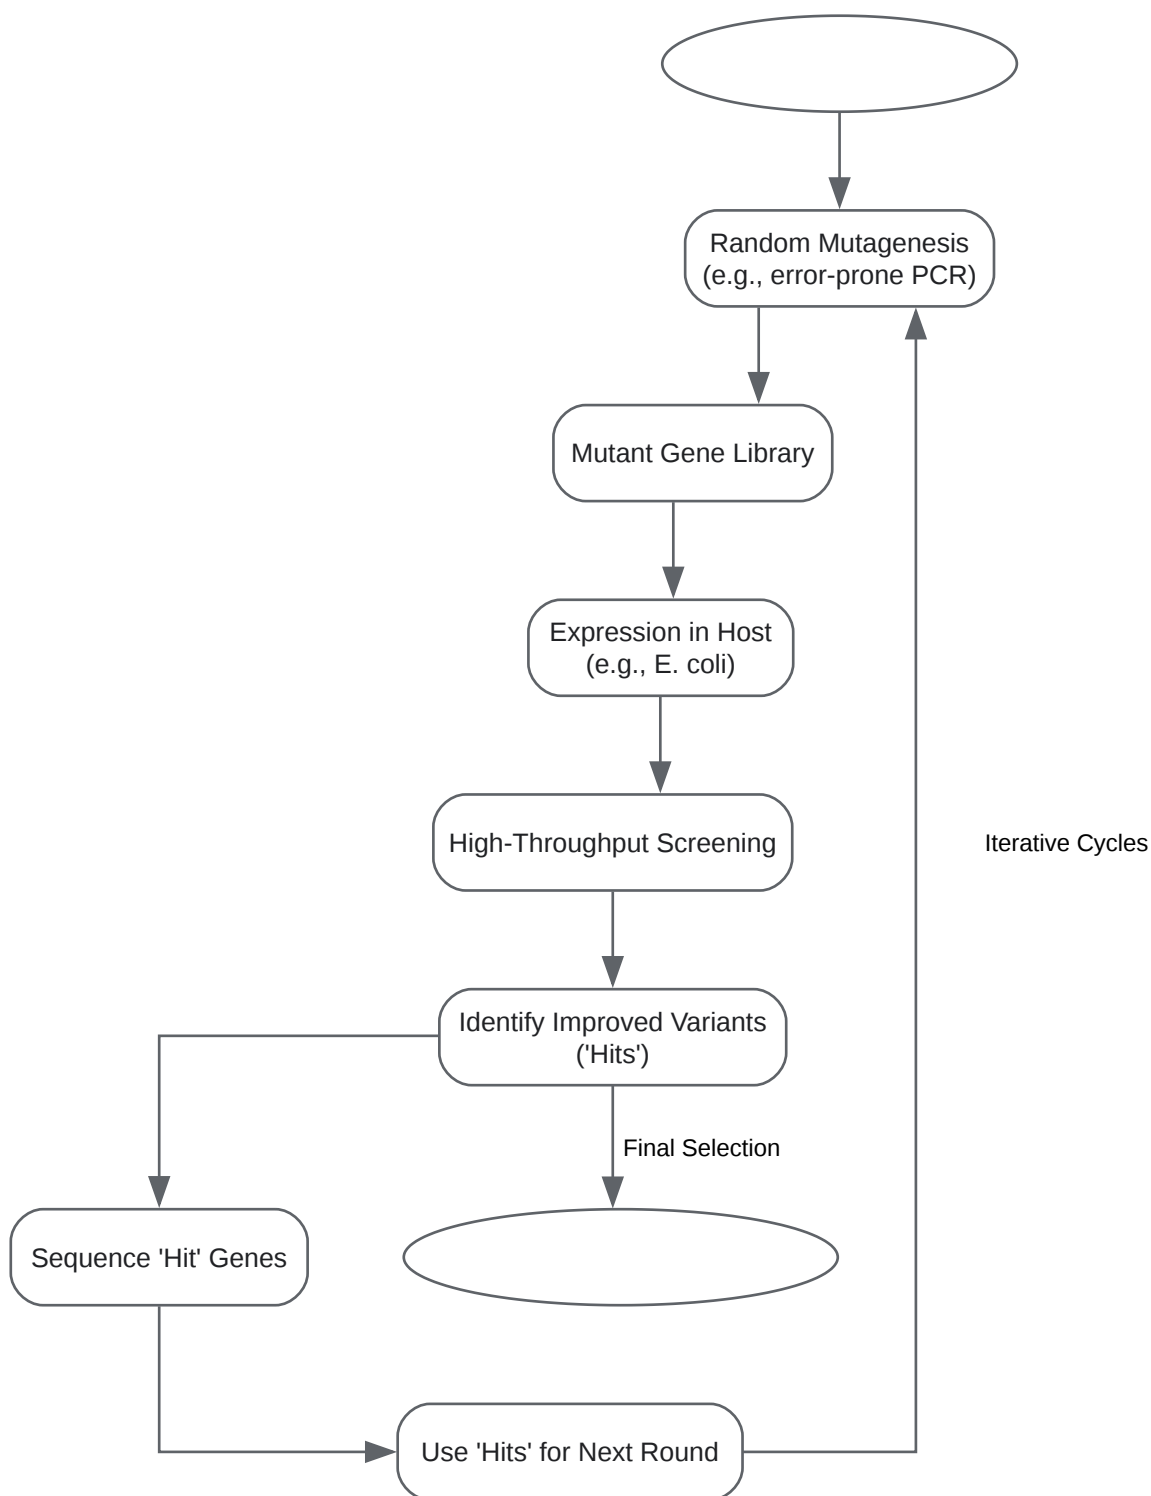 Random Mutagenesis
(e.g., error-prone PCR)
Mutant Gene Library
Expression in Host
(e.g., E. coli)
High-Throughput Screening
Iterative Cycles
Identify Improved Variants
('Hits')
Final Selection
Sequence 'Hit' Genes
Use 'Hits' for Next Round